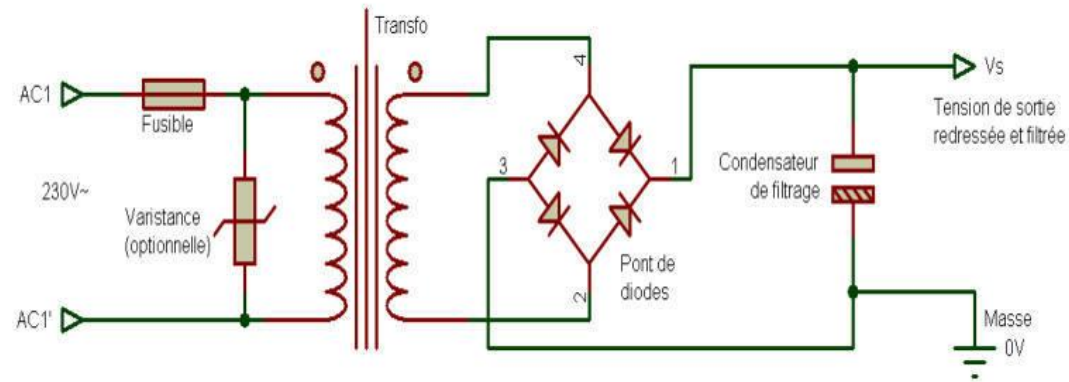 Transfo
AC1
Fusible
230V~
Varistance
(optionnelle)
AC1'
4
3
1
2
Pont de
diodes
Condensateur
de filtrage
Vs
Tension de sortie
redressée et filtrée
Masse
0V